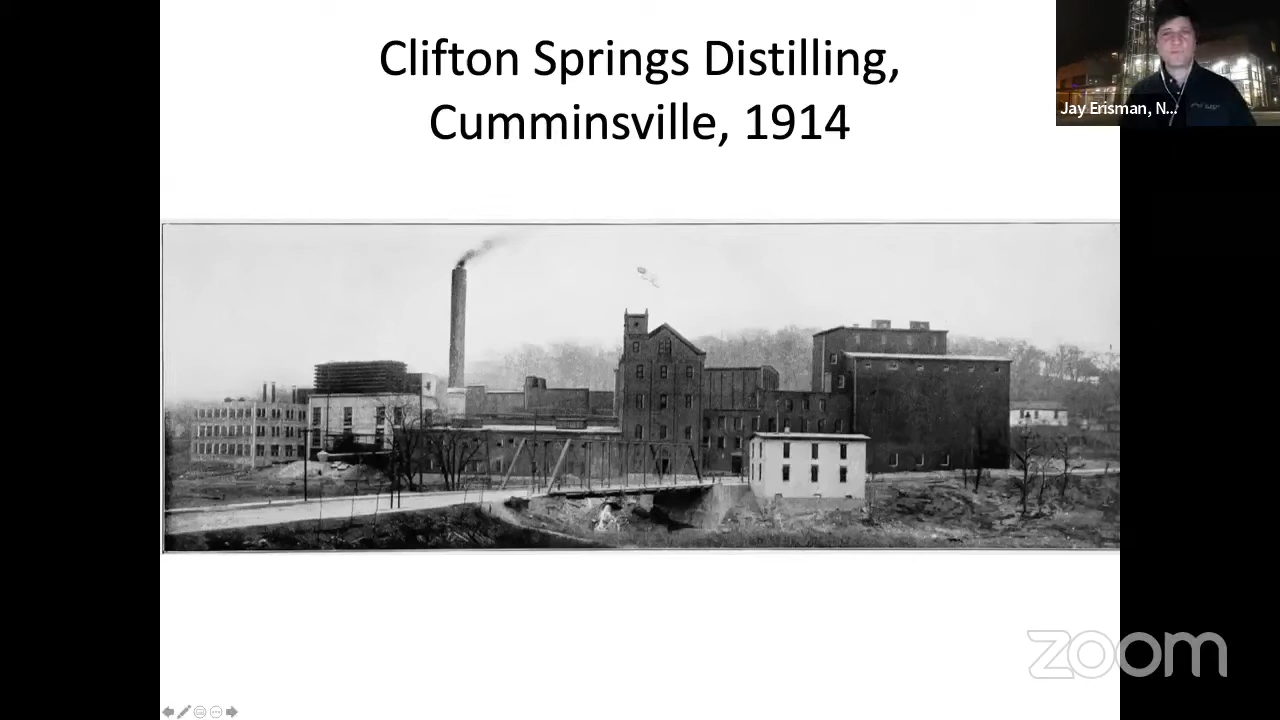 Clifton Springs Distilling,
Cumminsville, 1914
Jay Erisman, N...
zoom